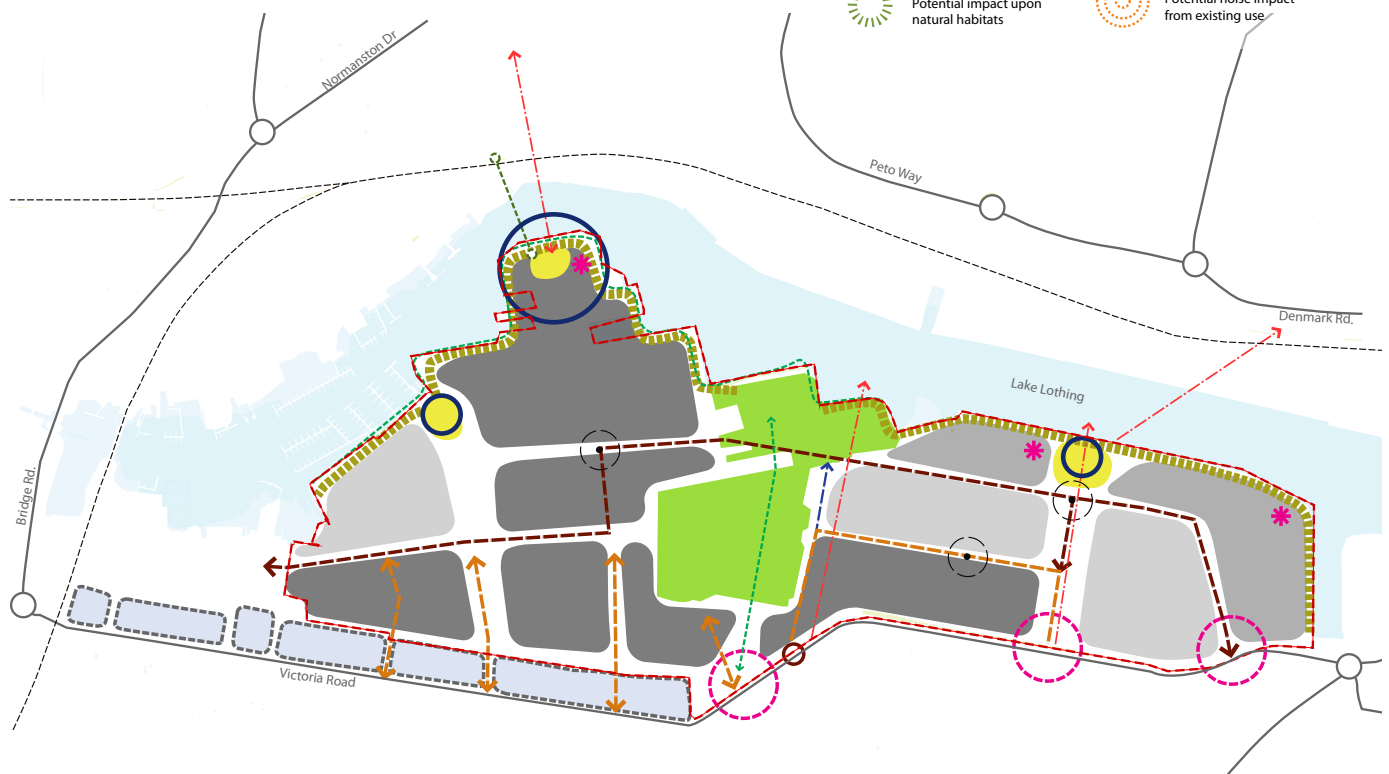 Potential impact upon
natural habitats
Potential noise impact
from existing use
Normanston Dr
Peto Way
Denmark Rd.
Lake Lothing
Bridge Rd.
Victoria Road